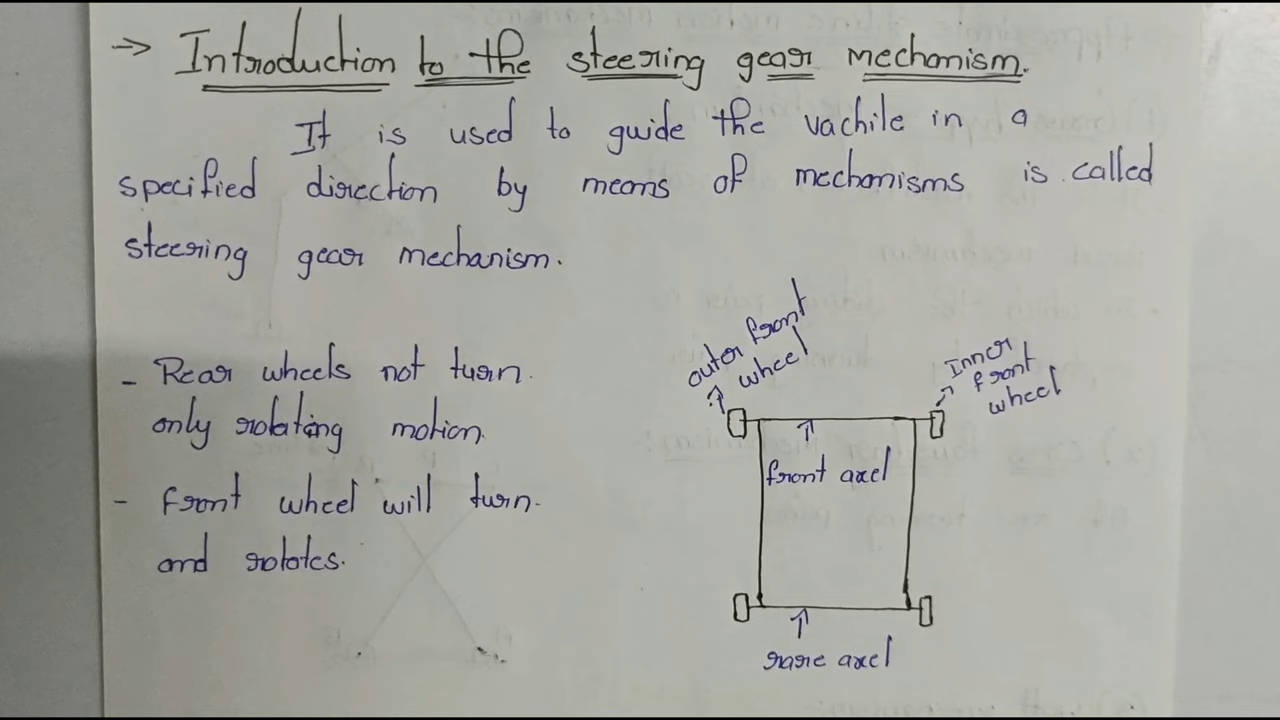 → Introduction to the steering gear mechanism.
It is used to guide the vachile in a
specified direction by means of mechanisms is called
steering gear mechanism.
- Rear wheels not turn.
only rotating motion.
- front wheel will turn.
and rotates.
outer front
wheel
Inner
front
wheel
front axel
rare axel